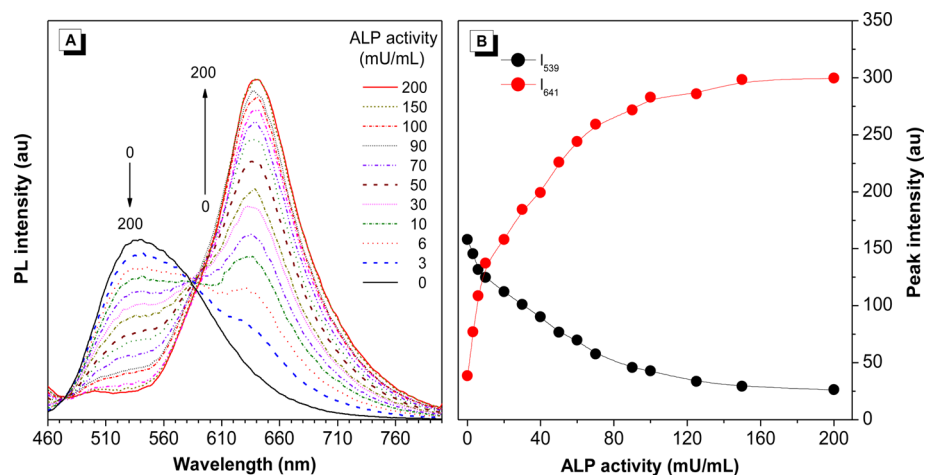 A
ALP activity
(mU/mL)
200
150
100
90
70
50
30
10
6
3
0
200
0
0
200
PL intensity (au)
460 510 560 610 660 710 760
Wavelength (nm)
B
I539
I641
350
300
250
200
150
100
50
0
Peak intensity (au)
0 40 80 120 160 200
ALP activity (mU/mL)